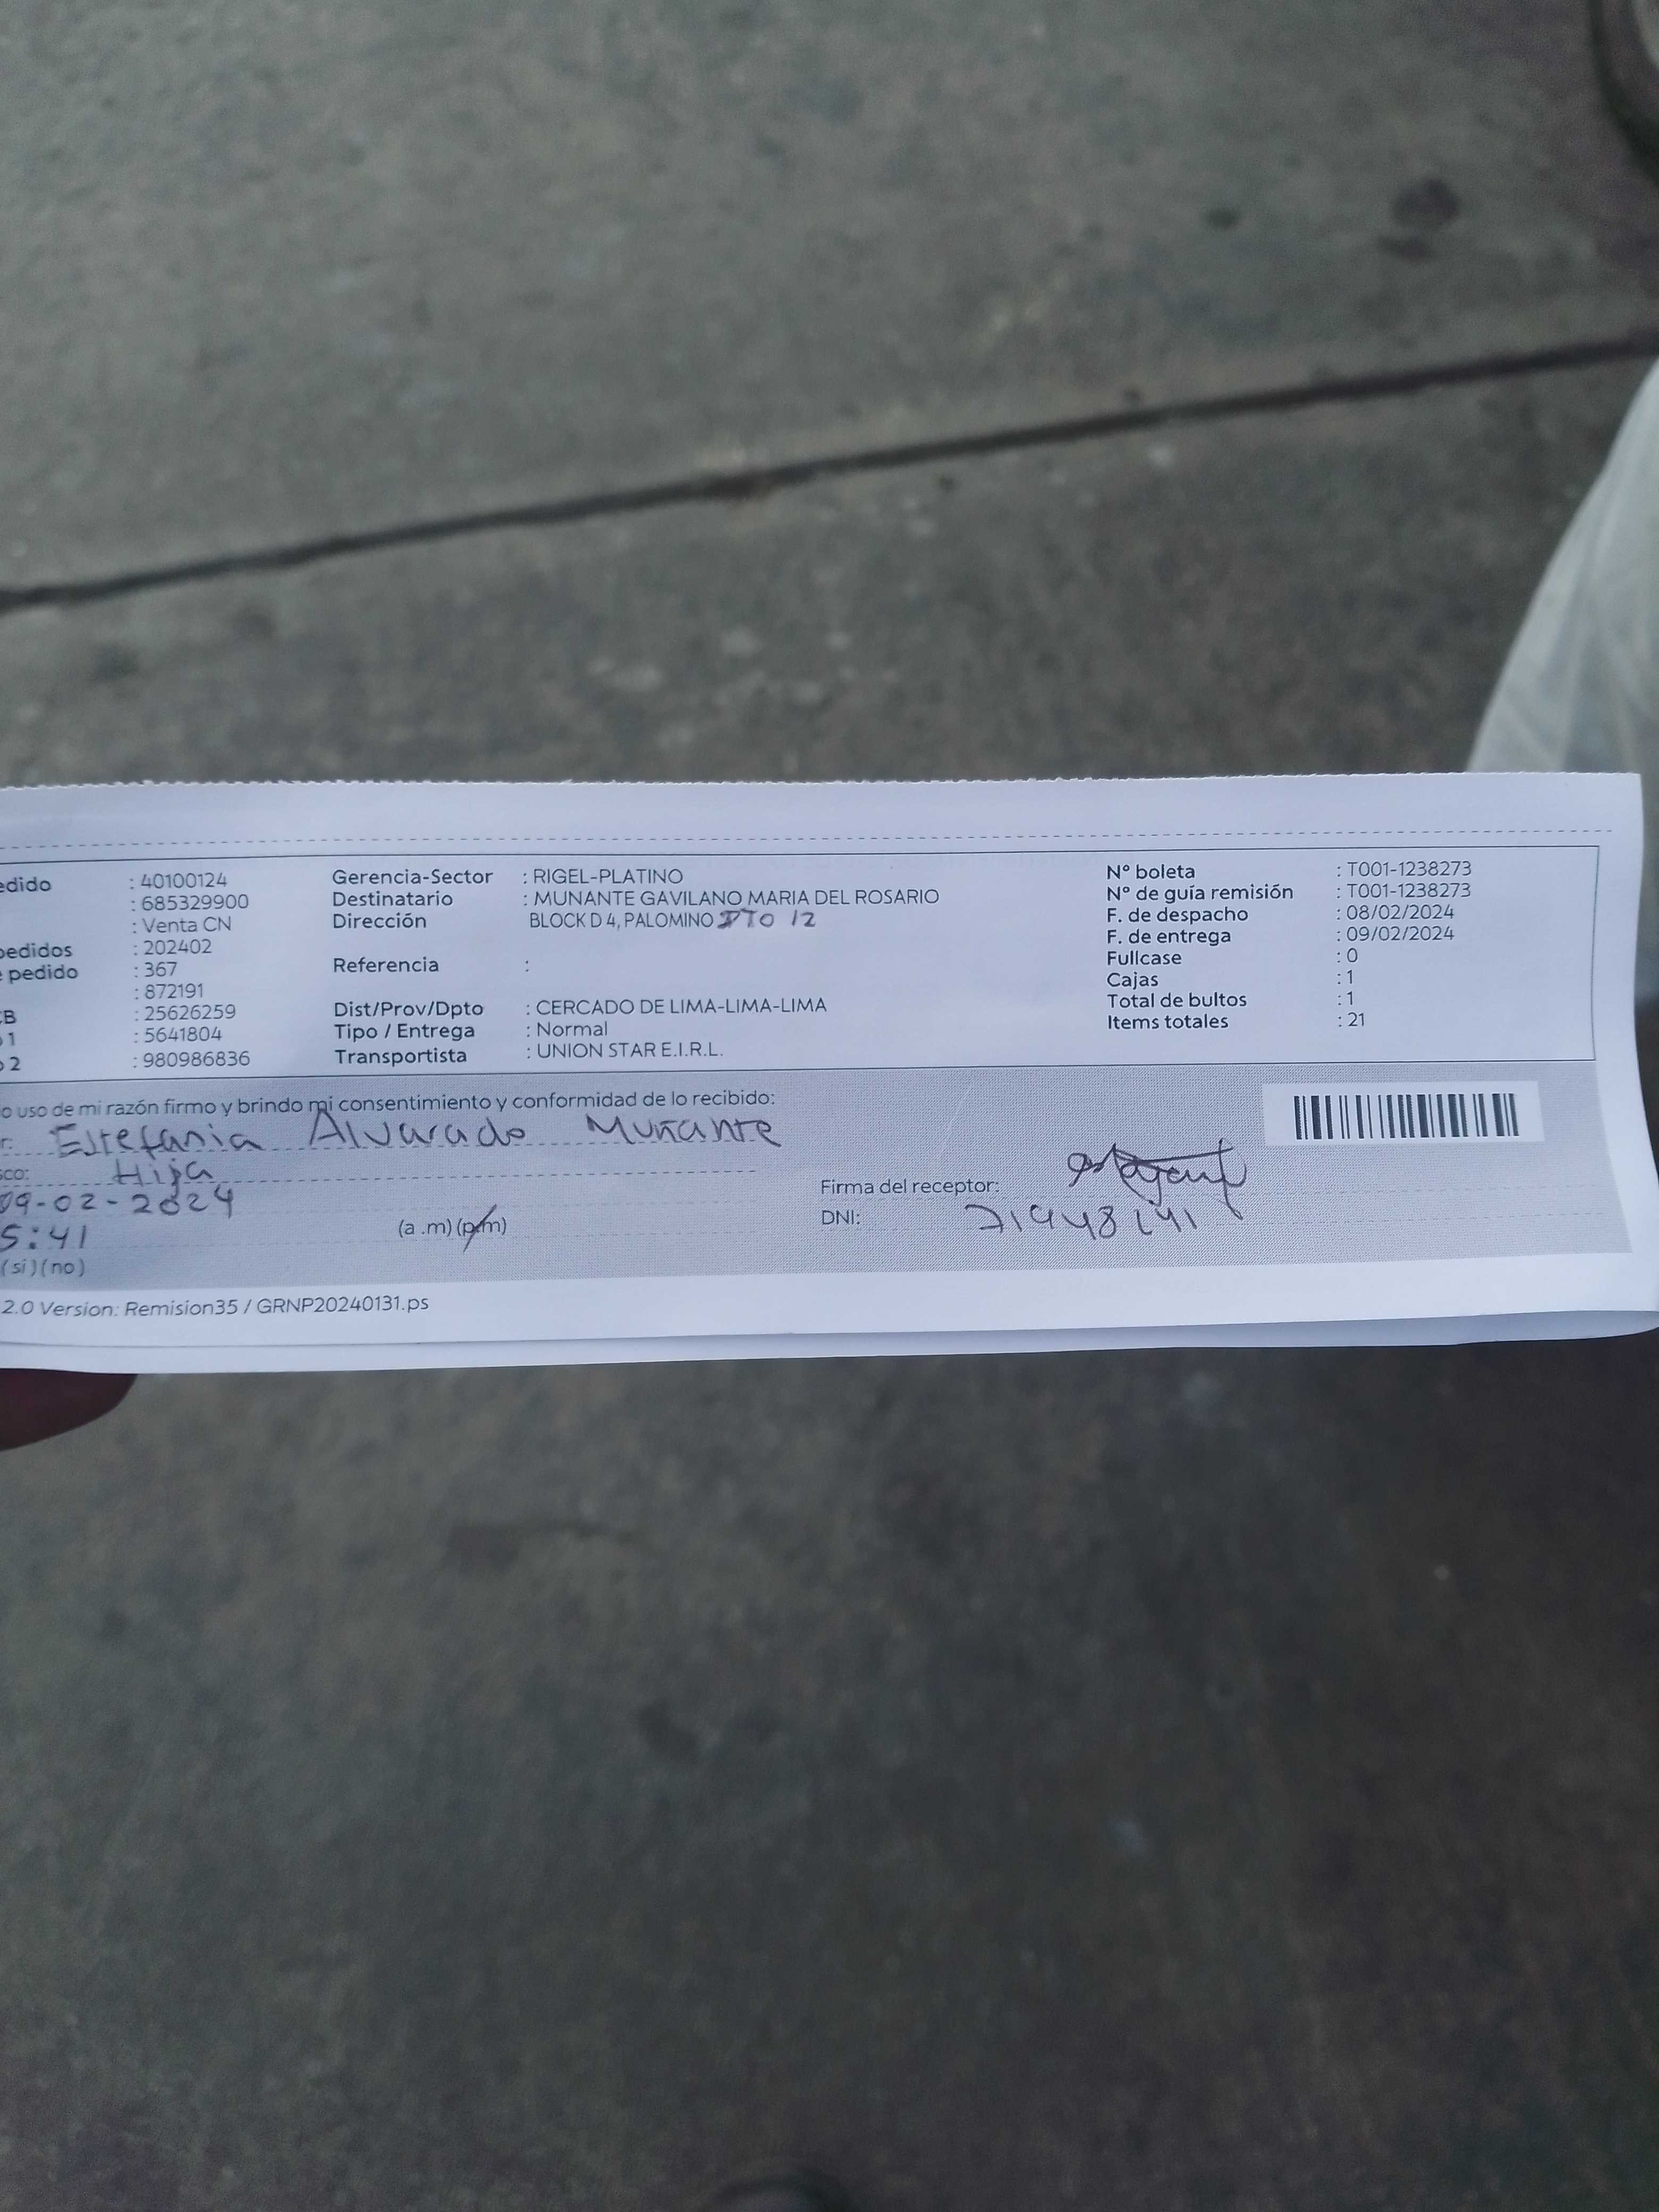 edido : 40100124 Gerencia-Sector : RIGEL-PLATINO Nº boleta : T001-1238273
: 685329900 Destinatario : MUNANTE GAVILANO MARIA DEL ROSARIO Nº de guía remisión : T001-1238273
: Venta CN Dirección BLOCK D 4, PALOMINO DTO 12 F. de despacho : 08/02/2024
pedidos : 202402 F. de entrega : 09/02/2024
pedido : 367 Referencia : Fullcase : 0
: 872191 Cajas : 1
B : 25626259 Dist/Prov/Dpto : CERCADO DE LIMA-LIMA-LIMA Total de bultos : 1
1 : 5641804 Tipo / Entrega : Normal Items totales : 21
2 : 980986836 Transportista : UNION STAR E.I.R.L.
o uso de mi razón firmo y brindo mi consentimiento y conformidad de lo recibido:
r: Estefania Alvarado Muñante
sco: Hija
09-02-2024 Firma del receptor:
5:41 (a .m) (p.m) DNI:
(si) (no)
2.0 Version: Remision35 / GRNP20240131.ps